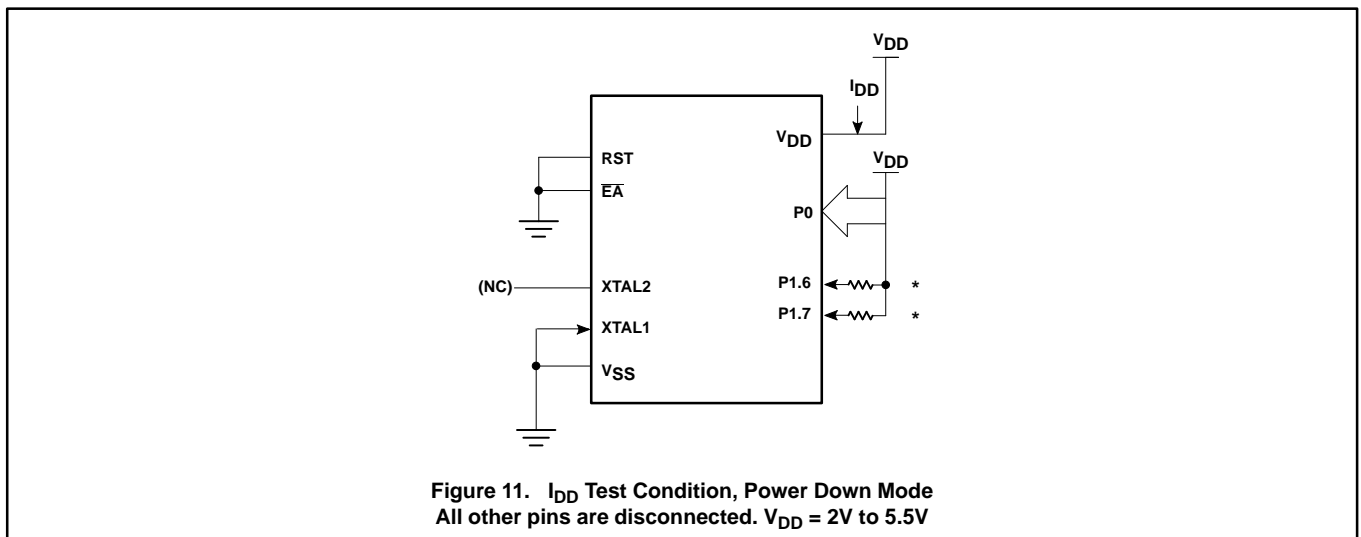 VDD
IDD
VDD
VDD
RST
EA
P0
(NC)
XTAL2
P1.6
*
P1.7
*
XTAL1
VSS
Figure 11. IDD Test Condition, Power Down Mode
All other pins are disconnected. VDD = 2V to 5.5V